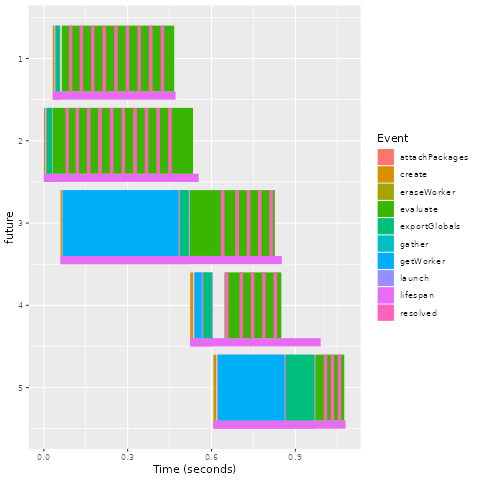 future
1
2
3
4
5
0.0 0.3 0.6 0.9
Time (seconds)
Event
attachPackages
create
eraseWorker
evaluate
exportGlobals
gather
getWorker
launch
lifespan
resolved